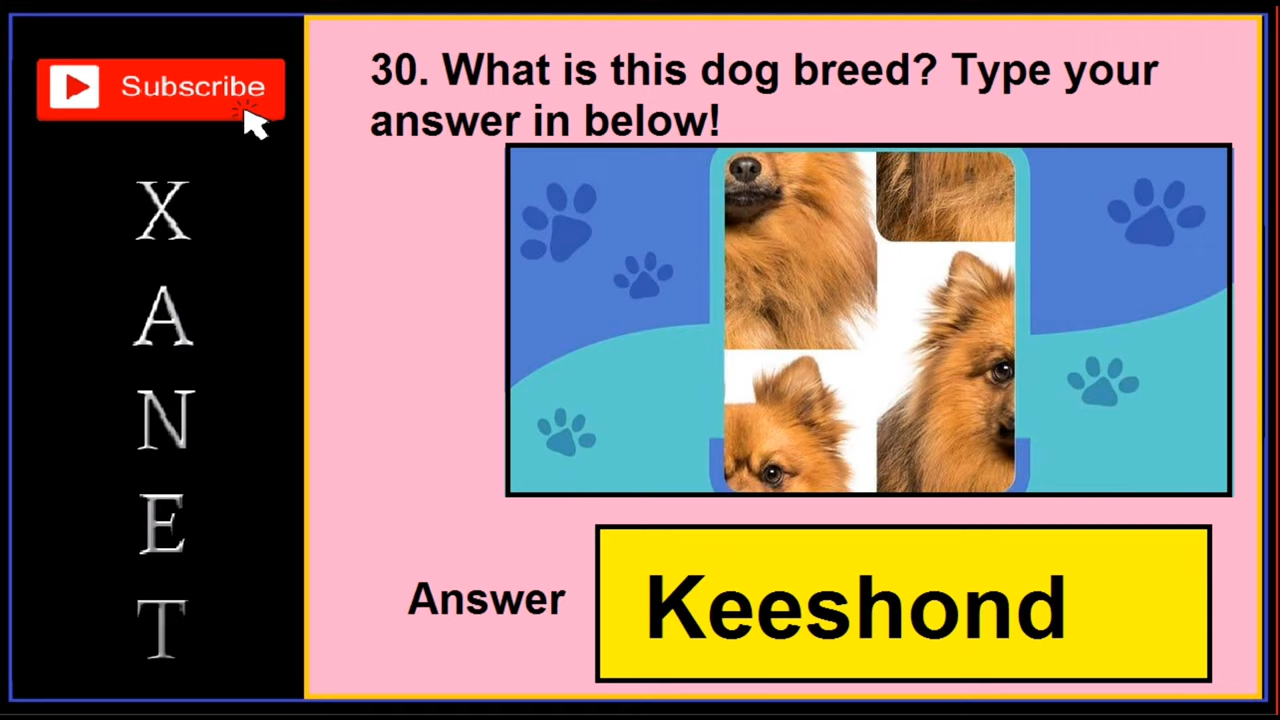 Subscribe
X
A
N
E
T
30. What is this dog breed? Type your
answer in below!
Answer
Keeshond